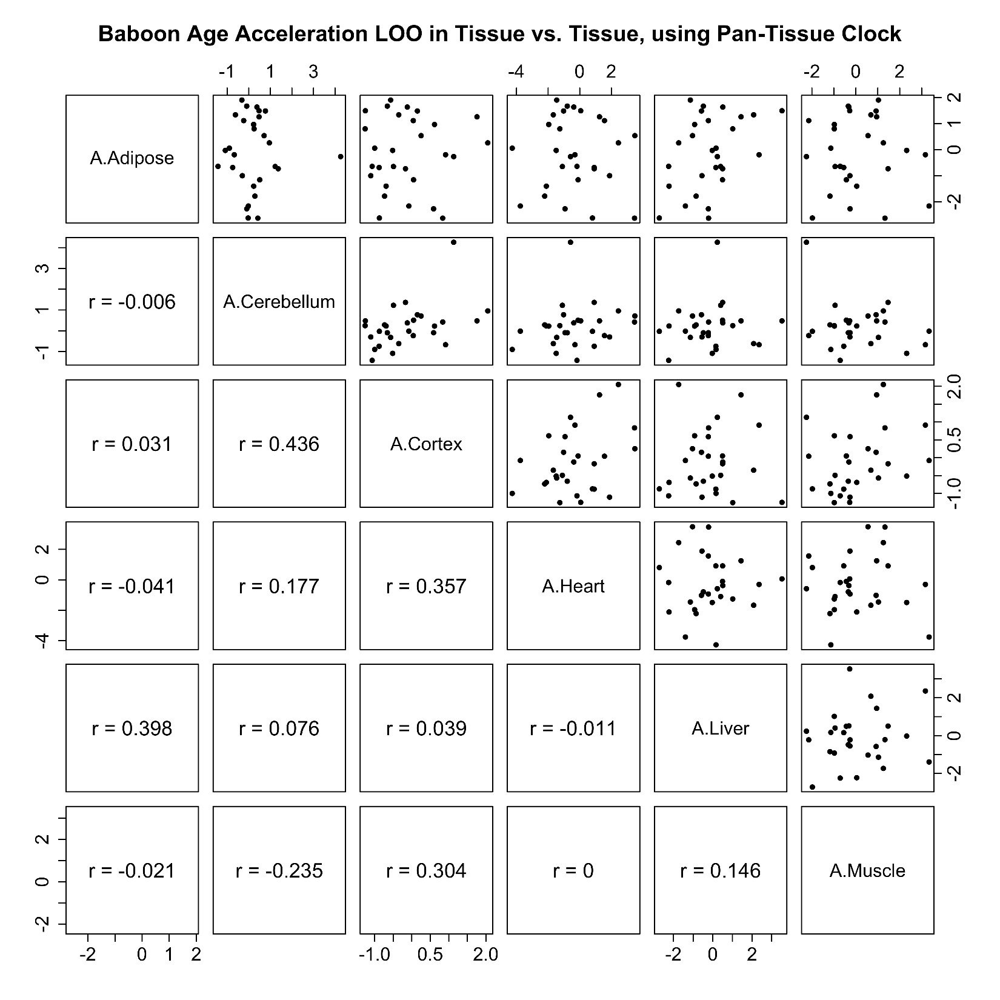 Baboon Age Acceleration LOO in Tissue vs. Tissue, using Pan-Tissue Clock
-1 1 3 -4 0 2 -2 0 2
A.Adipose
2 1 0 -2
3 1 -1
r = -0.006 A.Cerebellum
r = 0.031 r = 0.436 A.Cortex
2.0 0.5 -1.0
2 0 -4
r = -0.041 r = 0.177 r = 0.357 A.Heart
r = 0.398 r = 0.076 r = 0.039 r = -0.011 A.Liver
2 0 -2
2 0 -2
r = -0.021 r = -0.235 r = 0.304 r = 0 r = 0.146 A.Muscle
-2 0 1 2 -1.0 0.5 2.0 -2 0 2